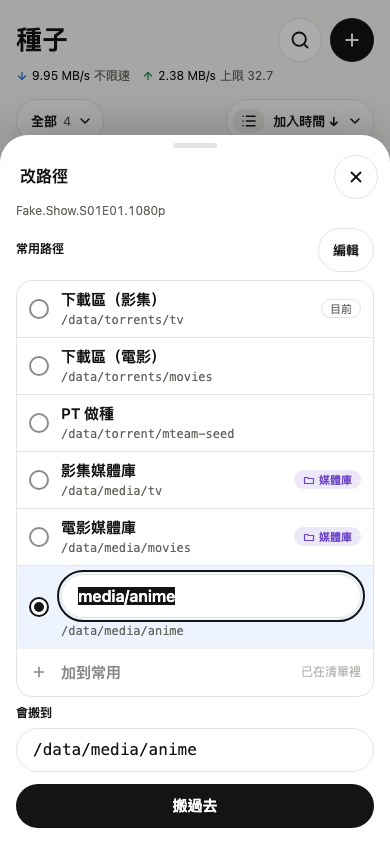 種子
9.95 MB/s 不限速 2.38 MB/s 上限 32.7
全部 4 加入時間
改路徑
Fake.Show.S01E01.1080p
常用路徑
編輯
下載區（影集）
/data/torrents/tv
目前
下載區（電影）
/data/torrents/movies
PT 做種
/data/torrent/mteam-seed
影集媒體庫
/data/media/tv
媒體庫
電影媒體庫
/data/media/movies
媒體庫
media/anime
/data/media/anime
加到常用
已在清單裡
會搬到
/data/media/anime
搬過去